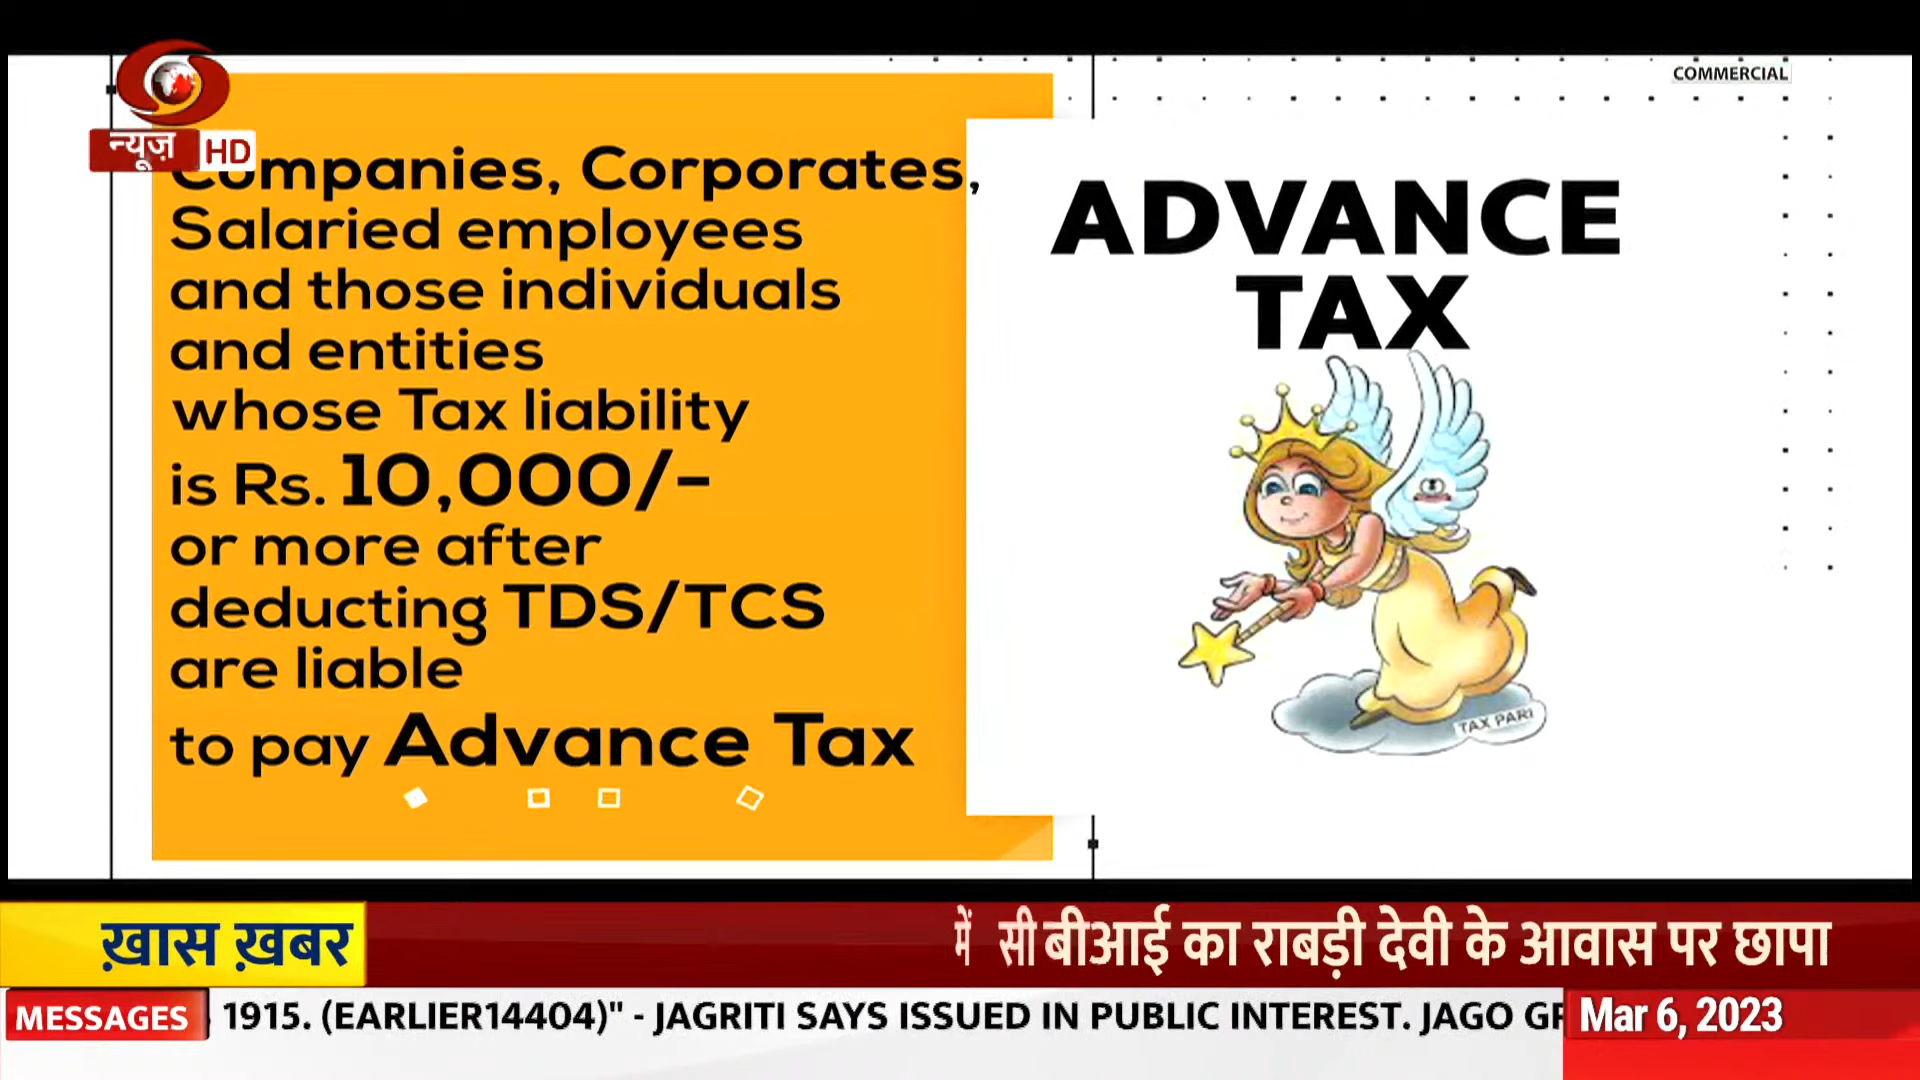 न्यूज़ HD
COMMERCIAL
Companies, Corporates,
Salaried employees
and those individuals
and entities
whose Tax liability
is Rs. 10,000/-
or more after
deducting TDS/TCS
are liable
to pay Advance Tax
ADVANCE
TAX
TAX PARI
ख़ास ख़बर
में सीबीआई का राबड़ी देवी के आवास पर छापा
MESSAGES
1915. (EARLIER14404)" - JAGRITI SAYS ISSUED IN PUBLIC INTEREST. JAGO
Mar 6, 2023